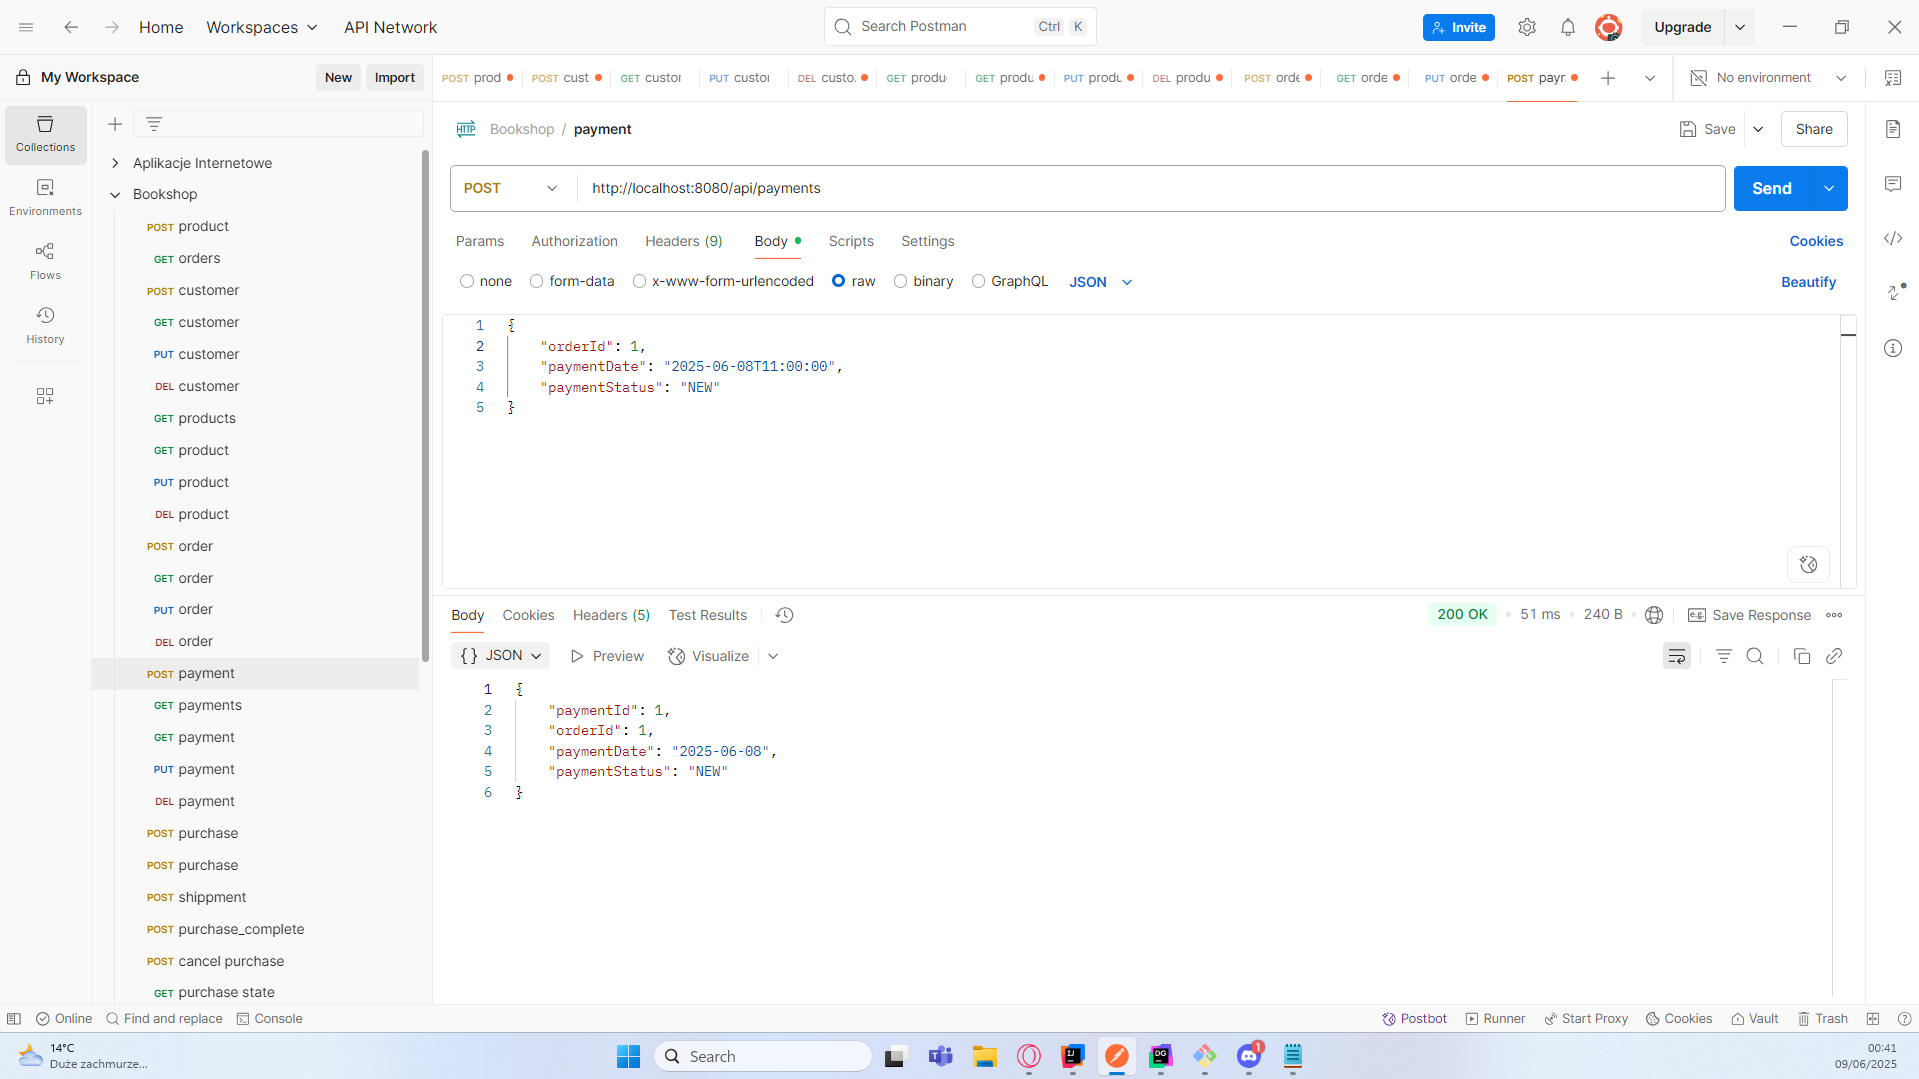 Home Workspaces API Network Search Postman Ctrl K Invite Upgrade
My Workspace New Import
POST prod POST cust GET custor PUT custor DEL custo. GET produ GET produ PUT produ DEL produ POST orde GET orde PUT orde POST payr No environment
Collections
Environments
Flows
History
Aplikacje Internetowe
Bookshop
POST product
GET orders
POST customer
GET customer
PUT customer
DEL customer
GET products
GET product
PUT product
DEL product
POST order
GET order
PUT order
DEL order
POST payment
GET payments
GET payment
PUT payment
DEL payment
POST purchase
POST purchase
POST shippment
POST purchase_complete
POST cancel purchase
GET purchase state
HTTP Bookshop / payment Save Share
POST http://localhost:8080/api/payments Send
Params Authorization Headers (9) Body Scripts Settings Cookies
none form-data x-www-form-urlencoded raw binary GraphQL JSON Beautify
1 {
2 "orderId": 1,
3 "paymentDate": "2025-06-08T11:00:00",
4 "paymentStatus": "NEW"
5 }
Body Cookies Headers (5) Test Results 200 OK 51 ms 240 B e.g. Save Response
{} JSON Preview Visualize
1 {
2 "paymentId": 1,
3 "orderId": 1,
4 "paymentDate": "2025-06-08",
5 "paymentStatus": "NEW"
6 }
Online Find and replace Console Postbot Runner Start Proxy Cookies Vault Trash
14°C
Duże zachmurze...
Search
IJ
DG
1
00:41
09/06/2025